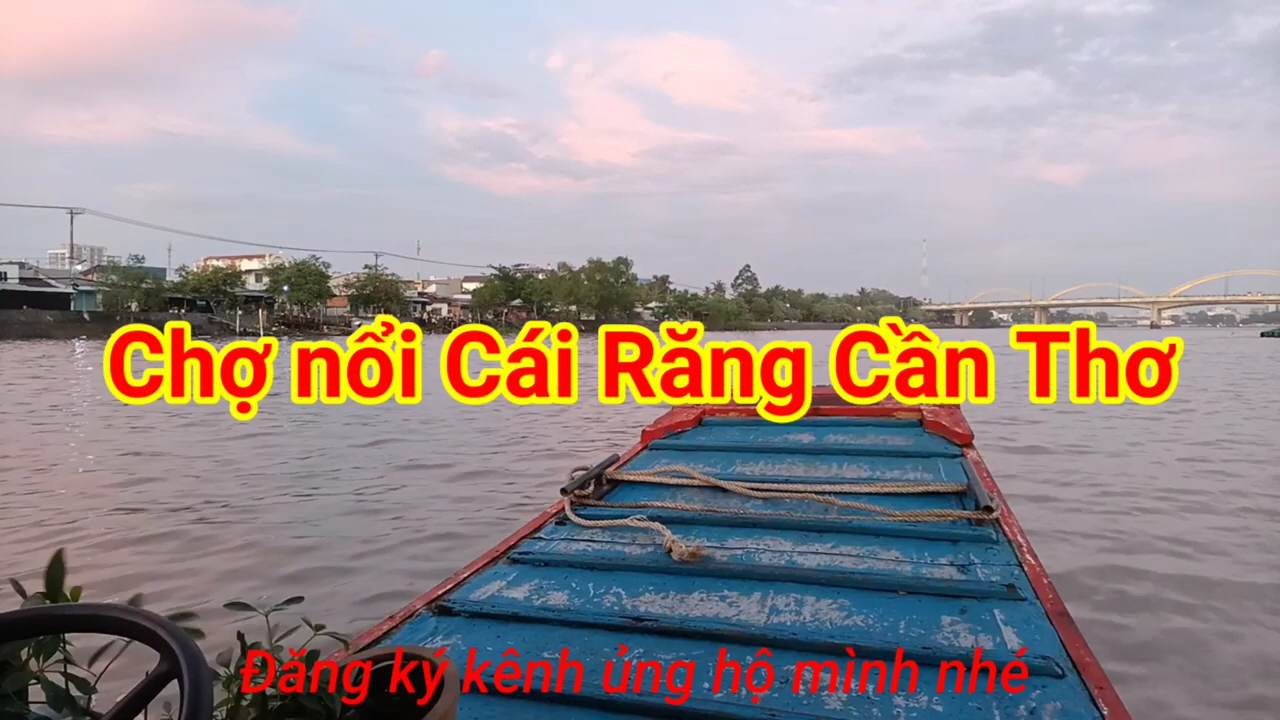 Chợ nổi Cái Răng Cần Thơ
Đăng ký kênh ủng hộ mình nhé